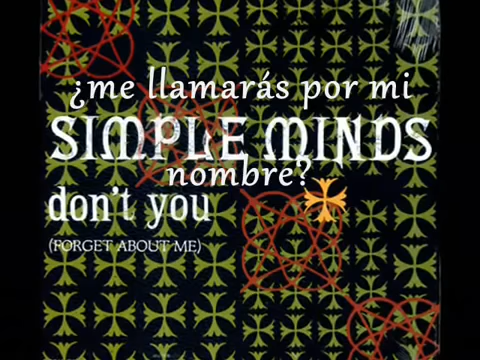 ¿me llamarás por mi
SIMPLE MINDS
nombre?
don't you
(FORGET ABOUT ME)